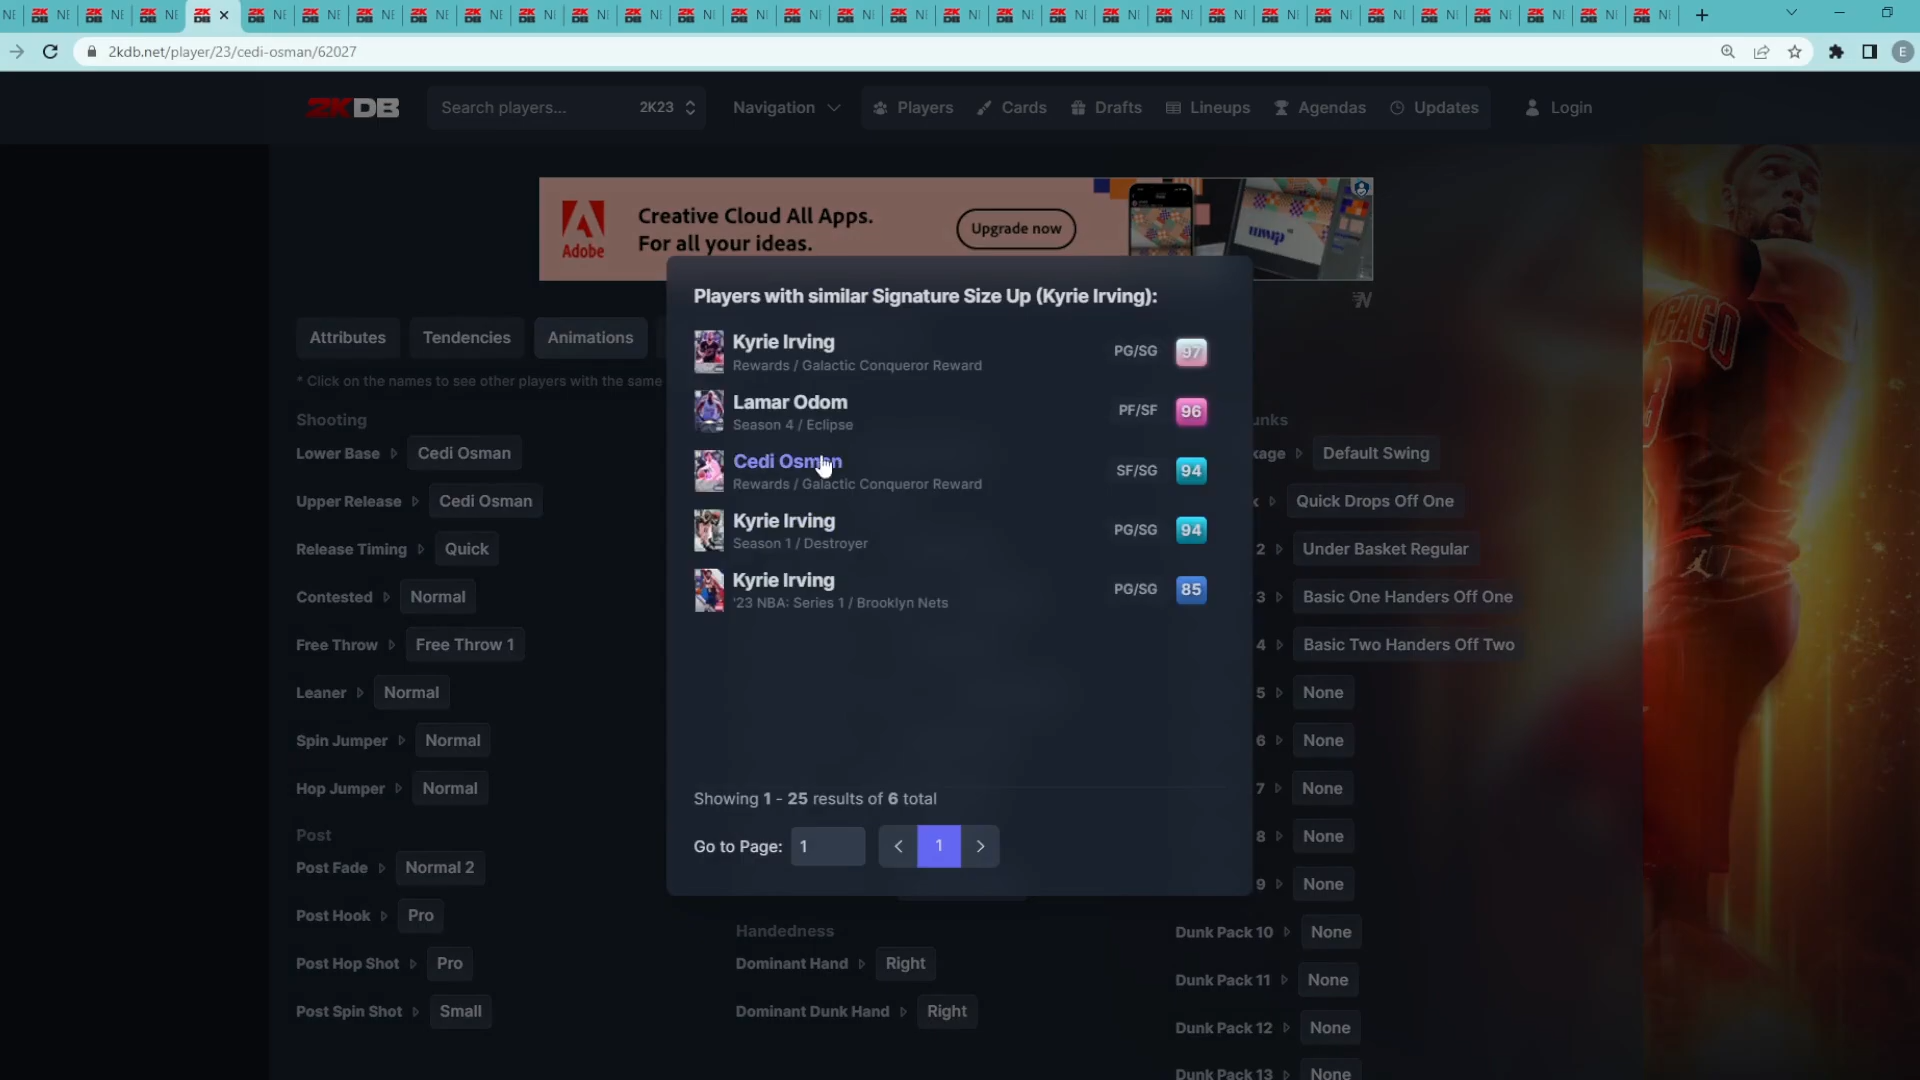 2kdb.net/player/23/cedi-osman/62027
E
2KDB
Search players...
2K23
Navigation
Players
Cards
Drafts
Lineups
Agendas
Updates
Login
Adobe
Creative Cloud All Apps.
For all your ideas.
Upgrade now
Attributes
Tendencies
Animations
* Click on the names to see other players with the same
Shooting
Lower Base
Cedi Osman
Upper Release
Cedi Osman
Release Timing
Quick
Contested
Normal
Free Throw
Free Throw 1
Leaner
Normal
Spin Jumper
Normal
Hop Jumper
Normal
Post
Post Fade
Normal 2
Post Hook
Pro
Post Hop Shot
Pro
Post Spin Shot
Small
Players with similar Signature Size Up (Kyrie Irving):
Kyrie Irving
Rewards / Galactic Conqueror Reward
PG/SG
97
Lamar Odom
Season 4 / Eclipse
PF/SF
96
Cedi Osman
Rewards / Galactic Conqueror Reward
SF/SG
94
Kyrie Irving
Season 1 / Destroyer
PG/SG
94
Kyrie Irving
'23 NBA: Series 1 / Brooklyn Nets
PG/SG
85
Showing 1 - 25 results of 6 total
Go to Page:
1
<
1
>
Handedness
Dominant Hand
Right
Dominant Dunk Hand
Right
unks
kage
Default Swing
k
Quick Drops Off One
2
Under Basket Regular
3
Basic One Handers Off One
4
Basic Two Handers Off Two
5
None
6
None
7
None
8
None
9
None
Dunk Pack 10
None
Dunk Pack 11
None
Dunk Pack 12
None
Dunk Pack 13
None